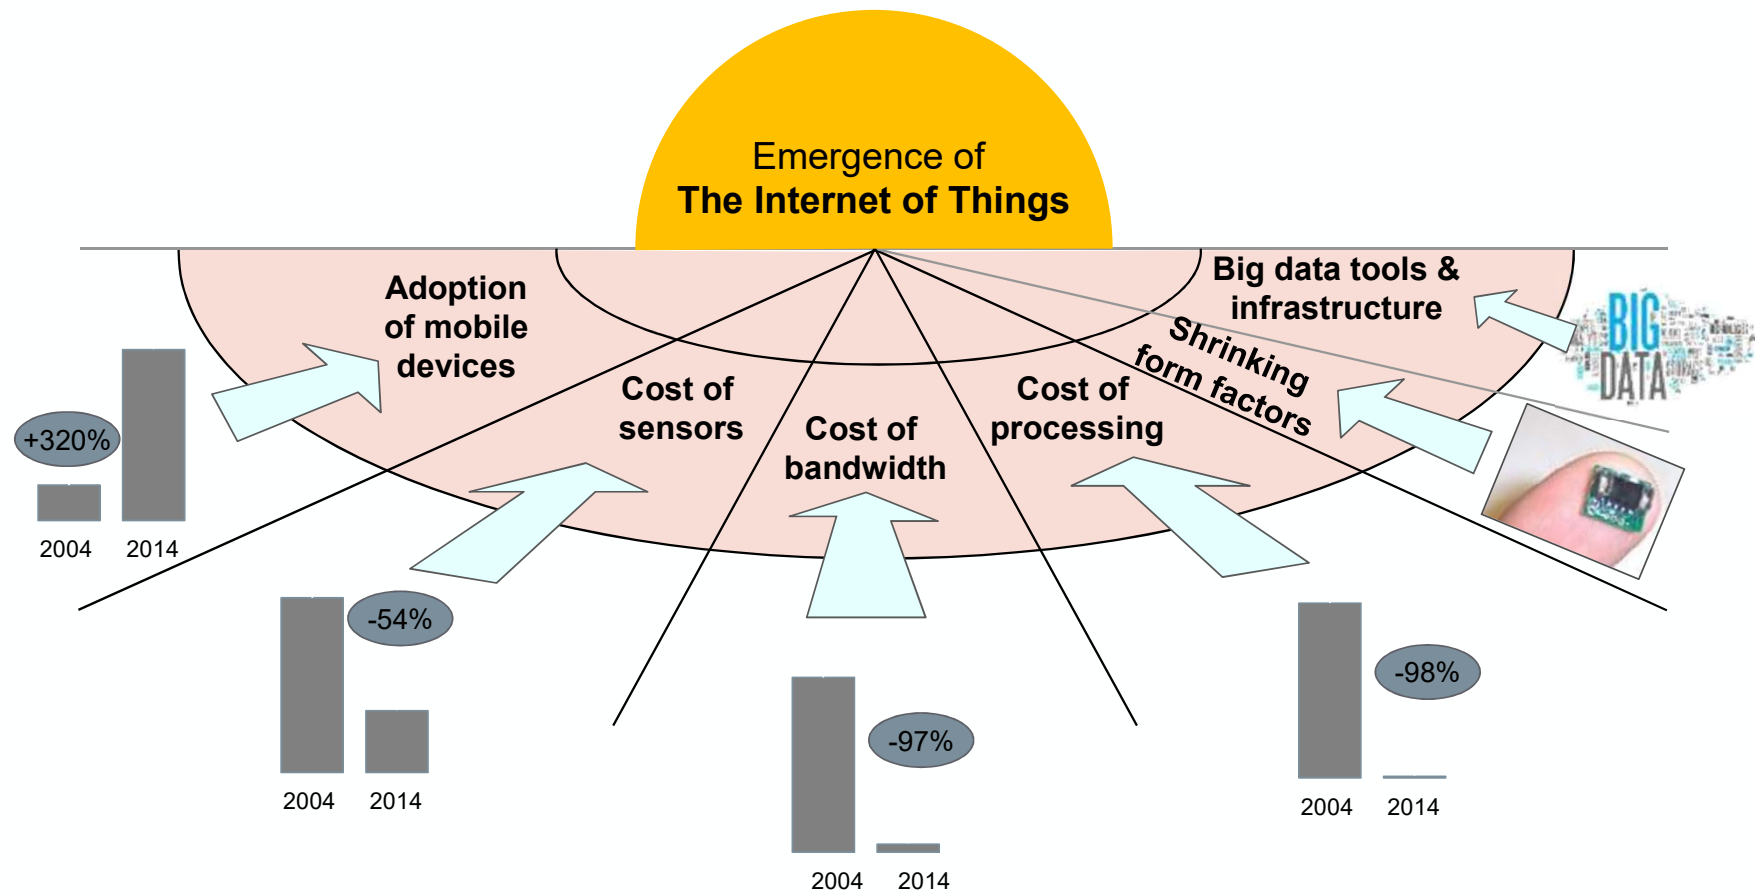 Emergence of
The Internet of Things
Adoption
of mobile
devices
Cost of
sensors
Cost of
bandwidth
Cost of
processing
Shrinking
form factors
Big data tools &
infrastructure
BIG
DATA
+320%
2004 2014
-54%
2004 2014
-97%
2004 2014
-98%
2004 2014